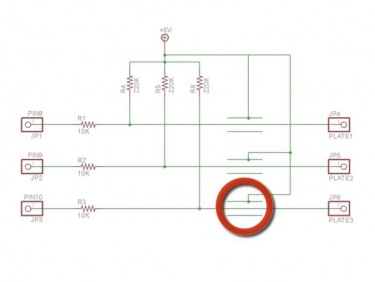 +5V
R4
220K
R5
220K
R6
220K
PIN8
JP1
R1
10K
JP4
PLATE1
PIN9
JP2
R2
10K
JP5
PLATE2
PIN10
JP3
R3
10K
JP6
PLATE3